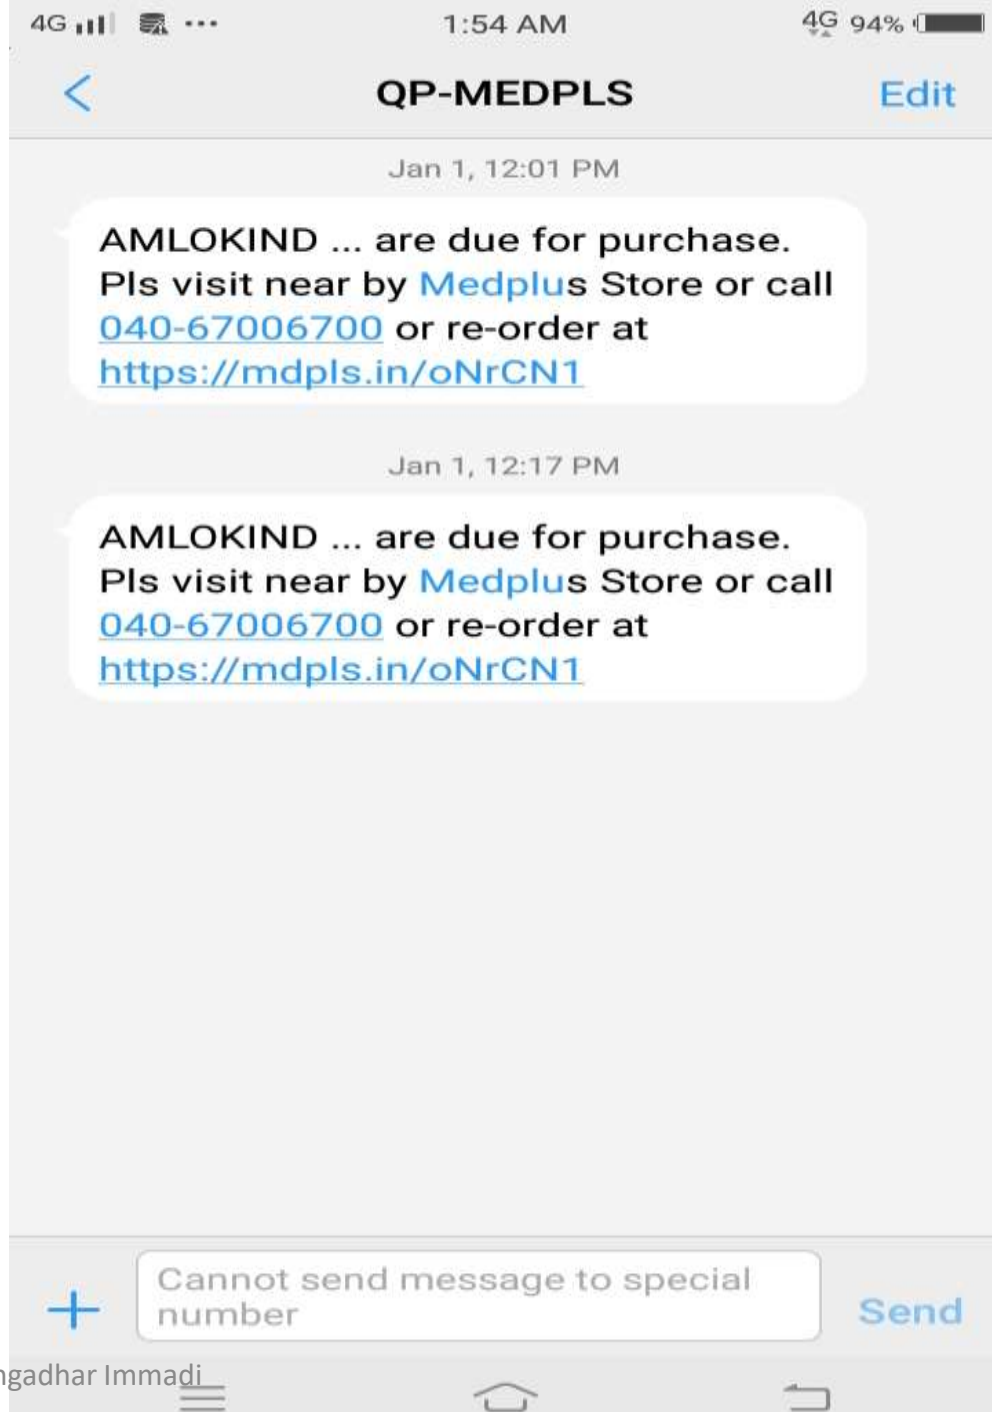 4G 1:54 AM 4G 94%
QP-MEDPLS Edit
Jan 1, 12:01 PM
AMLOKIND ... are due for purchase.
Pls visit near by Medplus Store or call
040-67006700 or re-order at
https://mdpls.in/oNrCN1
Jan 1, 12:17 PM
AMLOKIND ... are due for purchase.
Pls visit near by Medplus Store or call
040-67006700 or re-order at
https://mdpls.in/oNrCN1
Cannot send message to special
number
Send
ngadhar Immadi